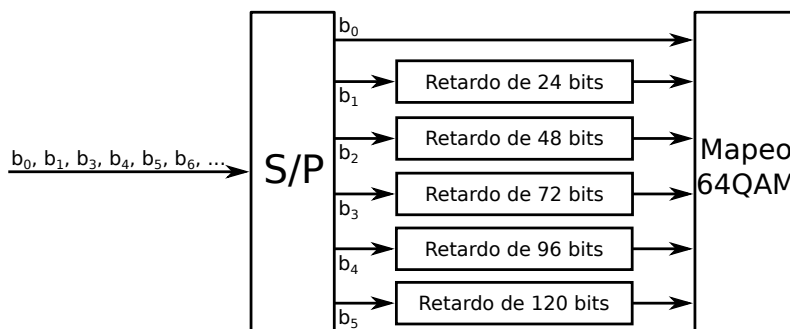 b0
Retardo de 24 bits
b1
b0, b1, b3, b4, b5, b6, ...
S/P
Retardo de 48 bits
b2
Mapeo
64QAM
Retardo de 72 bits
b3
Retardo de 96 bits
b4
Retardo de 120 bits
b5